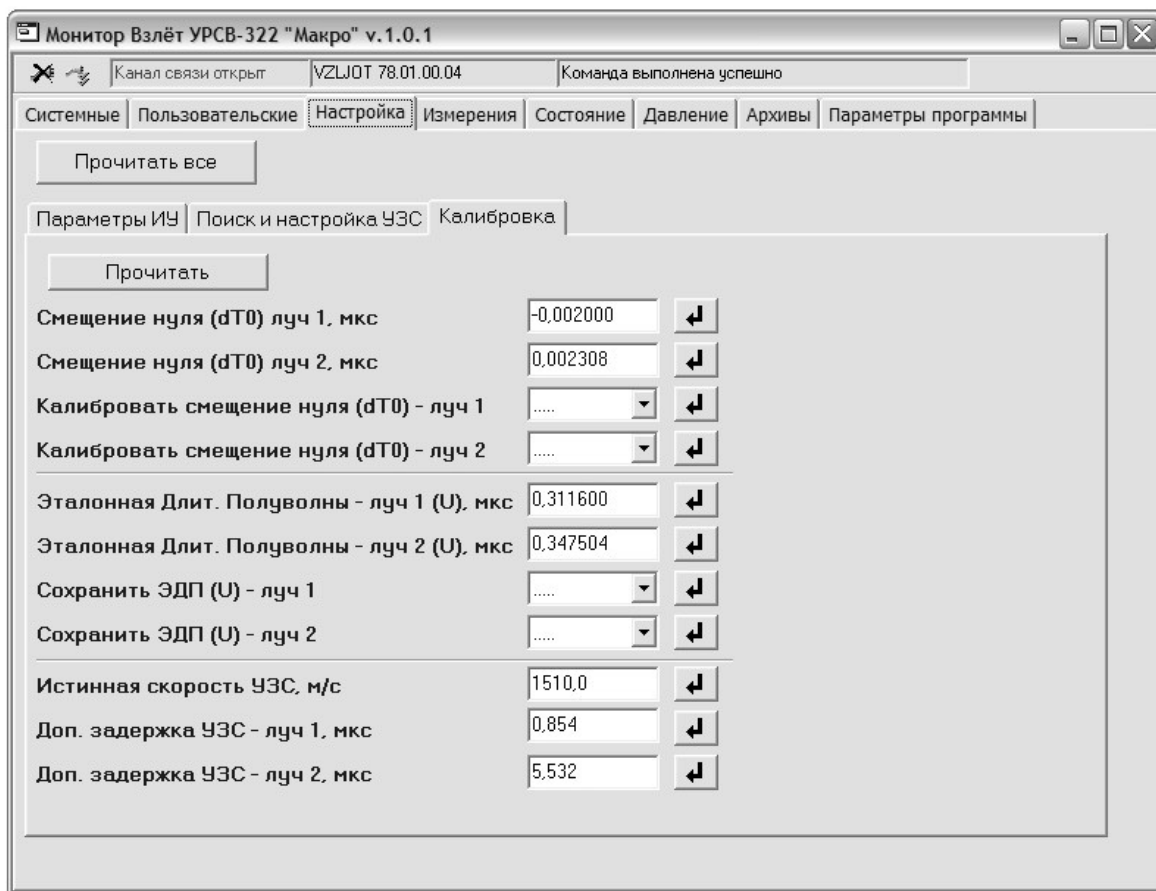 Монитор Взлёт УРСВ-322 "Макро" v.1.0.1
Канал связи открыт VZLJOT 78.01.00.04 Команда выполнена успешно
Системные Пользовательские Настройка Измерения Состояние Давление Архивы Параметры программы
Прочитать все
Параметры ИУ Поиск и настройка УЗС Калибровка
Прочитать
Смещение нуля (dT0) луч 1, мкс -0,002000
Смещение нуля (dT0) луч 2, мкс 0,002308
Калибровать смещение нуля (dT0) - луч 1 .....
Калибровать смещение нуля (dT0) - луч 2 .....
Эталонная Длит. Полуволны - луч 1 (U), мкс 0,311600
Эталонная Длит. Полуволны - луч 2 (U), мкс 0,347504
Сохранить ЭДП (U) - луч 1 .....
Сохранить ЭДП (U) - луч 2 .....
Истинная скорость УЗС, м/с 1510,0
Доп. задержка УЗС - луч 1, мкс 0,854
Доп. задержка УЗС - луч 2, мкс 5,532